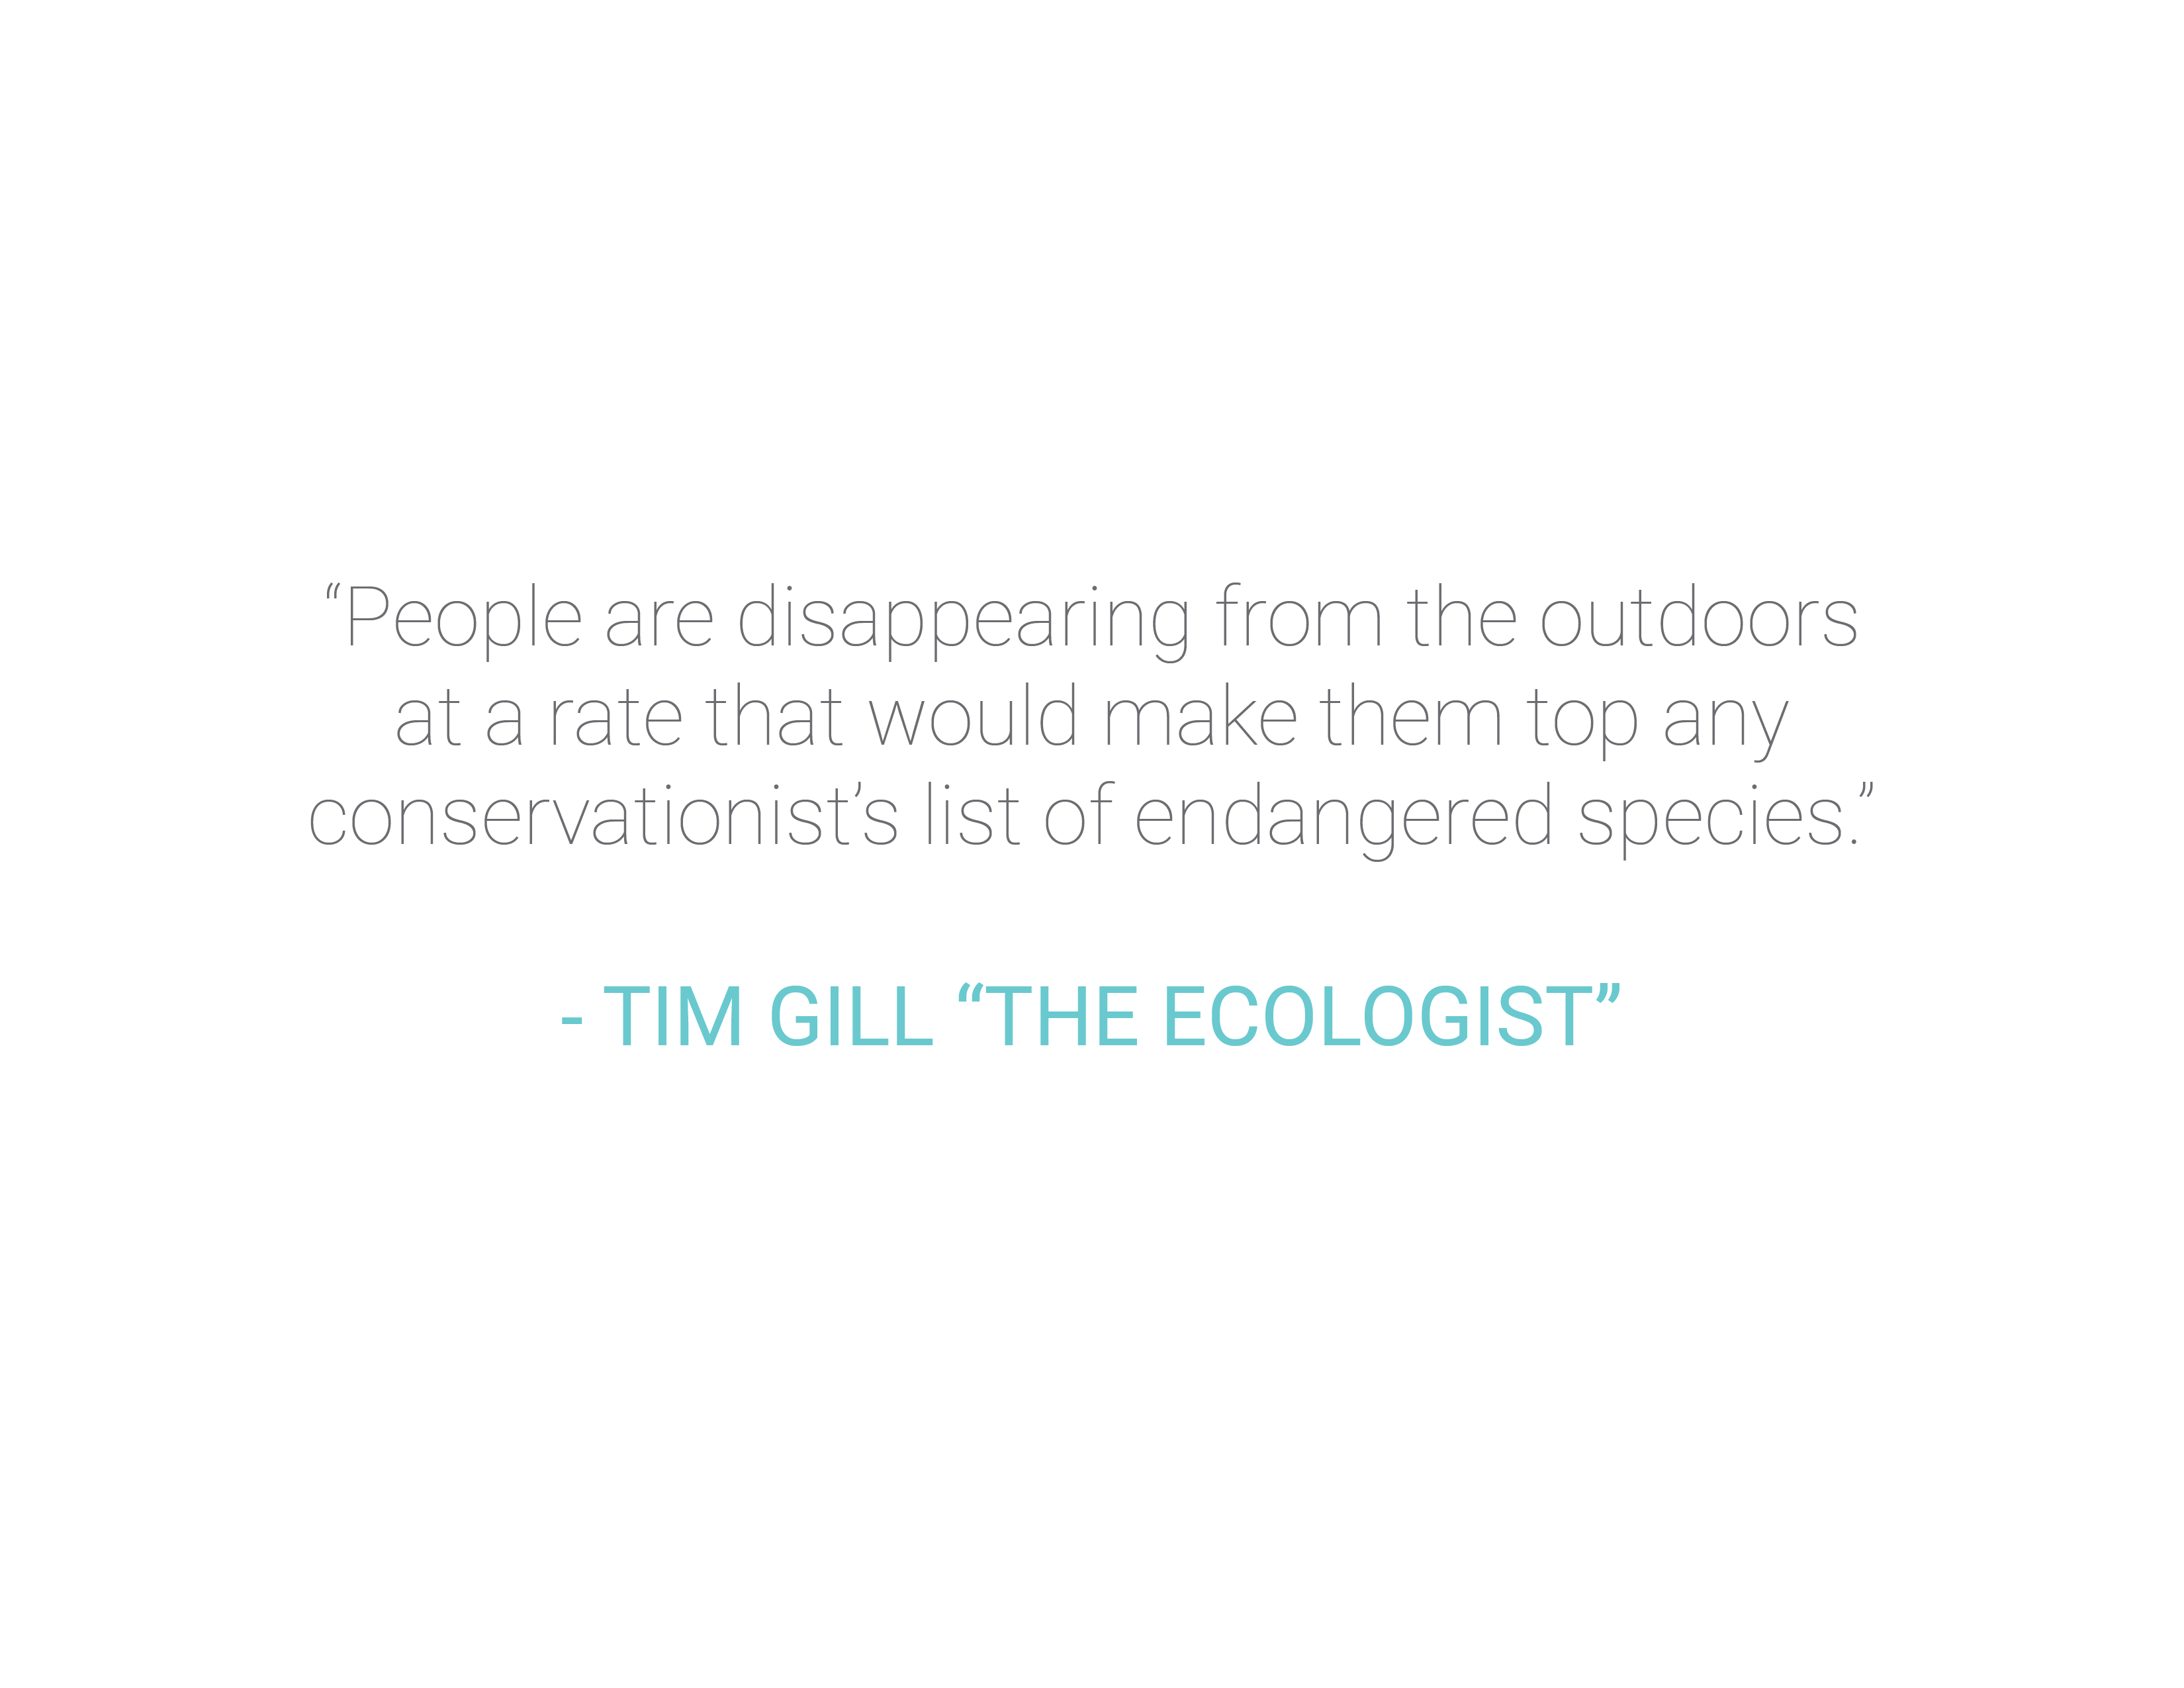 “People are disappearing from the outdoors
at a rate that would make them top any
conservationist’s list of endangered species.”
- TIM GILL “THE ECOLOGIST”